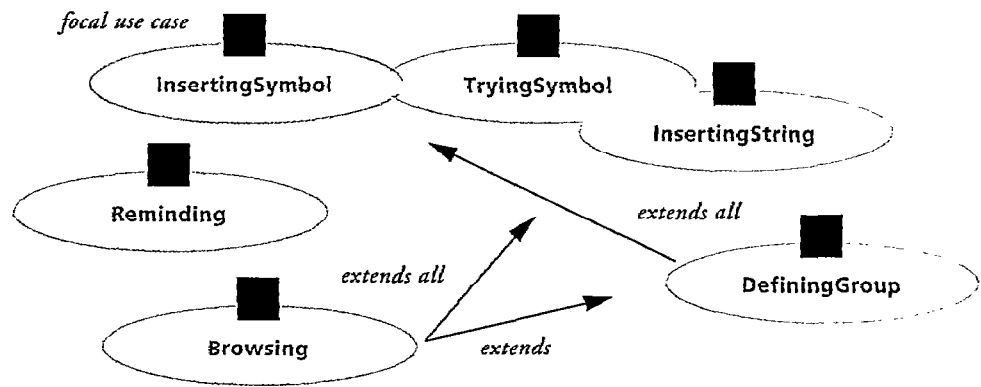 focal use case
InsertingSymbol
TryingSymbol
InsertingString
Reminding
extends all
DefiningGroup
extends all
Browsing
extends